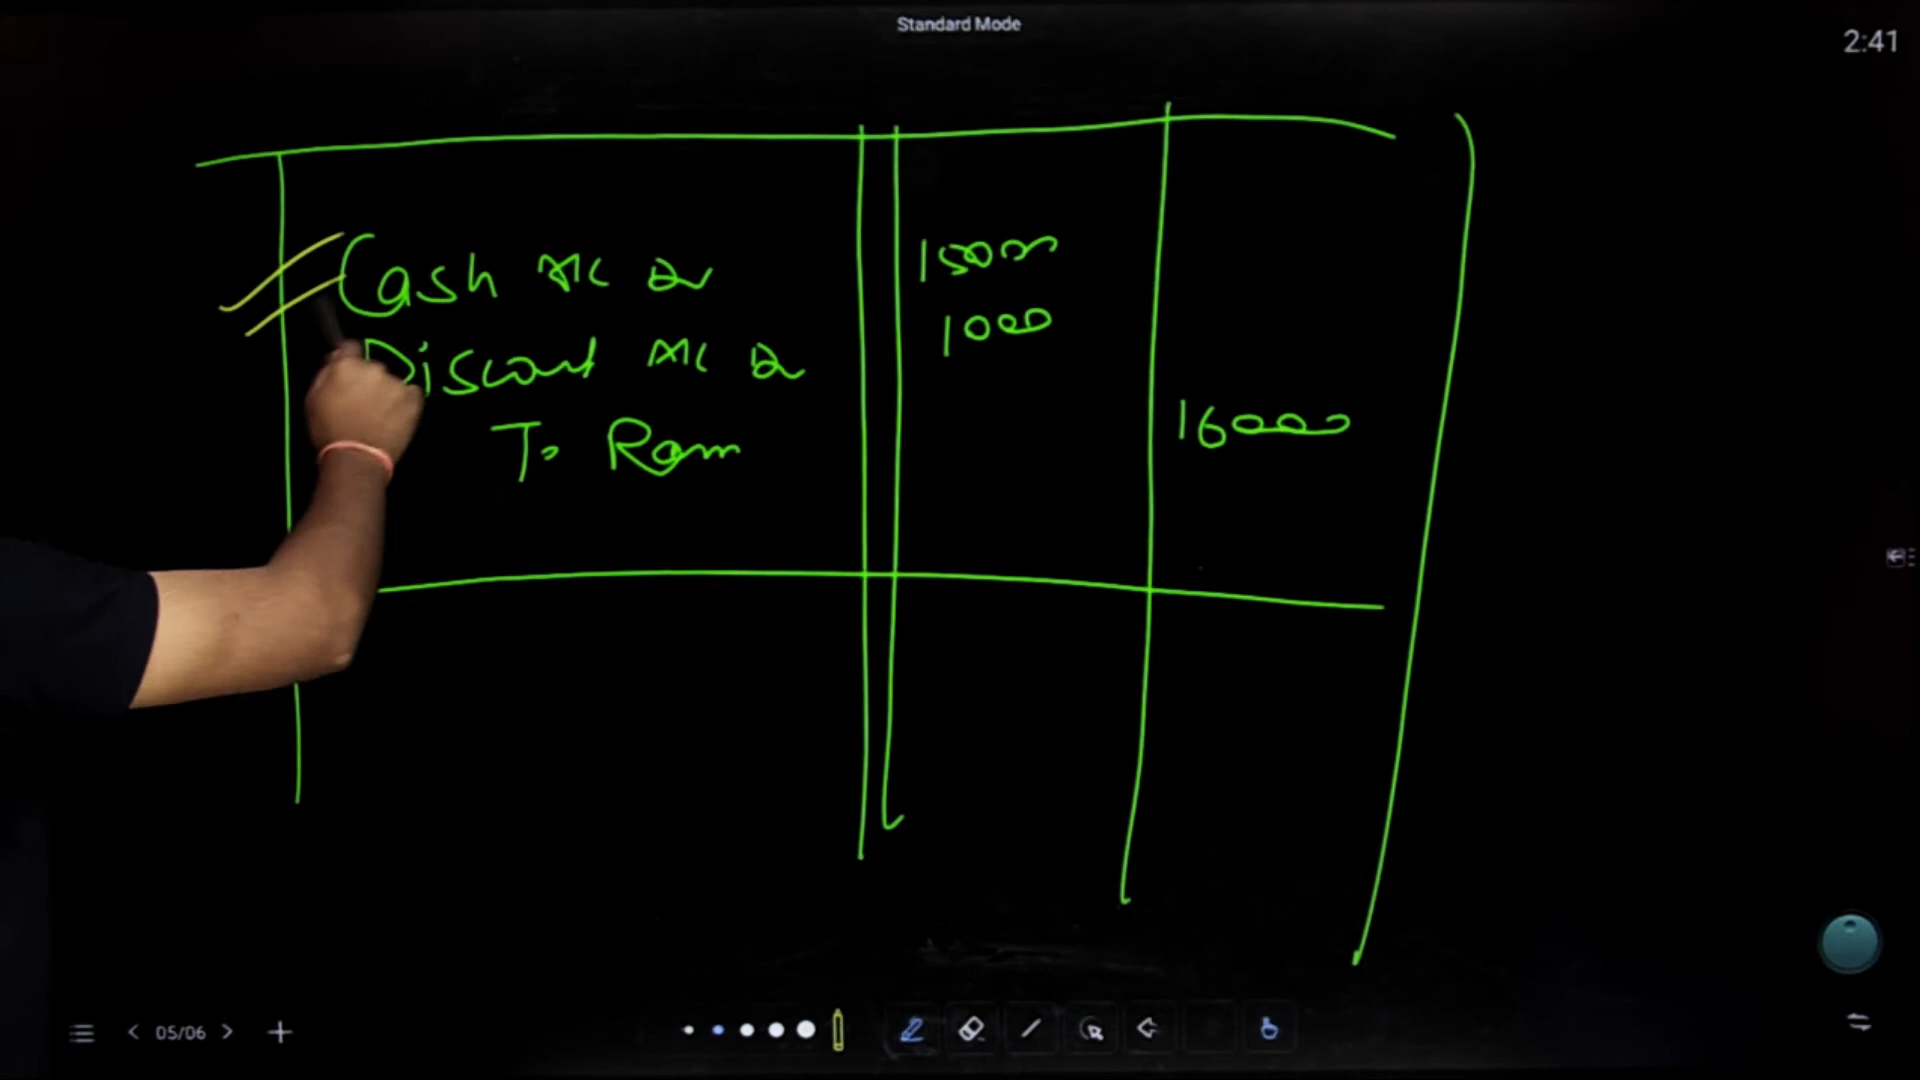 Standard Mode
2:41
Cash A/c Dr 15000
Discount A/c Dr 1000
To Ram 16000
05/06